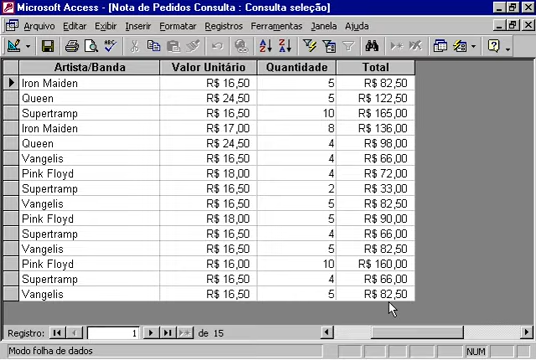 Microsoft Access - [Nota de Pedidos Consulta : Consulta seleção]
Arquivo Editar Exibir Inserir Formatar Registros Ferramentas Janela Ajuda
Artista/Banda Valor Unitário Quantidade Total
Iron Maiden R$ 16,50 5 R$ 82,50
Queen R$ 24,50 5 R$ 122,50
Supertramp R$ 16,50 10 R$ 165,00
Iron Maiden R$ 17,00 8 R$ 136,00
Queen R$ 24,50 4 R$ 98,00
Vangelis R$ 16,50 4 R$ 66,00
Pink Floyd R$ 18,00 4 R$ 72,00
Supertramp R$ 16,50 2 R$ 33,00
Vangelis R$ 16,50 5 R$ 82,50
Pink Floyd R$ 18,00 5 R$ 90,00
Supertramp R$ 16,50 4 R$ 66,00
Vangelis R$ 16,50 5 R$ 82,50
Pink Floyd R$ 16,00 10 R$ 160,00
Supertramp R$ 16,50 4 R$ 66,00
Vangelis R$ 16,50 5 R$ 82,50
Registro: 1 de 15
Modo folha de dados NUM